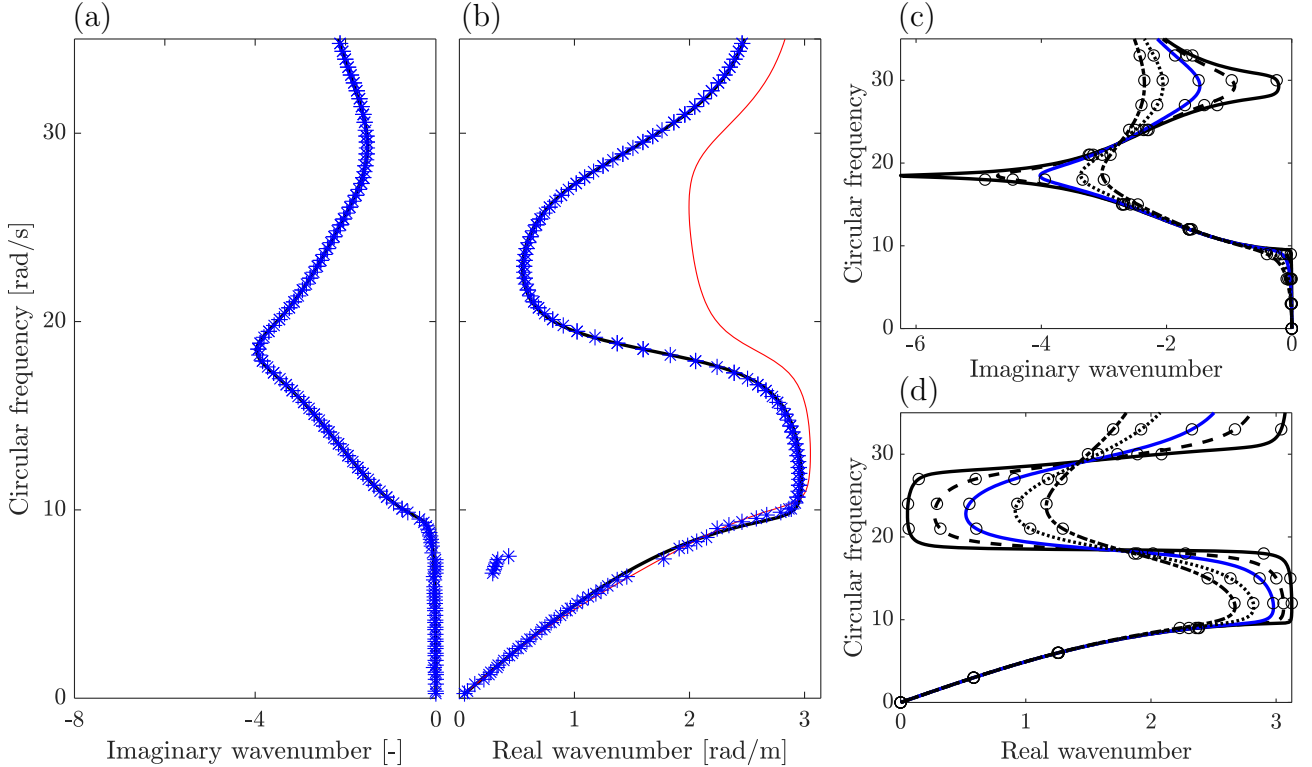 (a)
(b)
(c)
(d)
Circular frequency [rad/s]
30
20
10
0
-8
-4
0
Imaginary wavenumber [-]
0
1
2
3
Real wavenumber [rad/m]
Circular frequency
30
20
10
0
-6
-4
-2
0
Imaginary wavenumber
Circular frequency
30
20
10
0
0
1
2
3
Real wavenumber